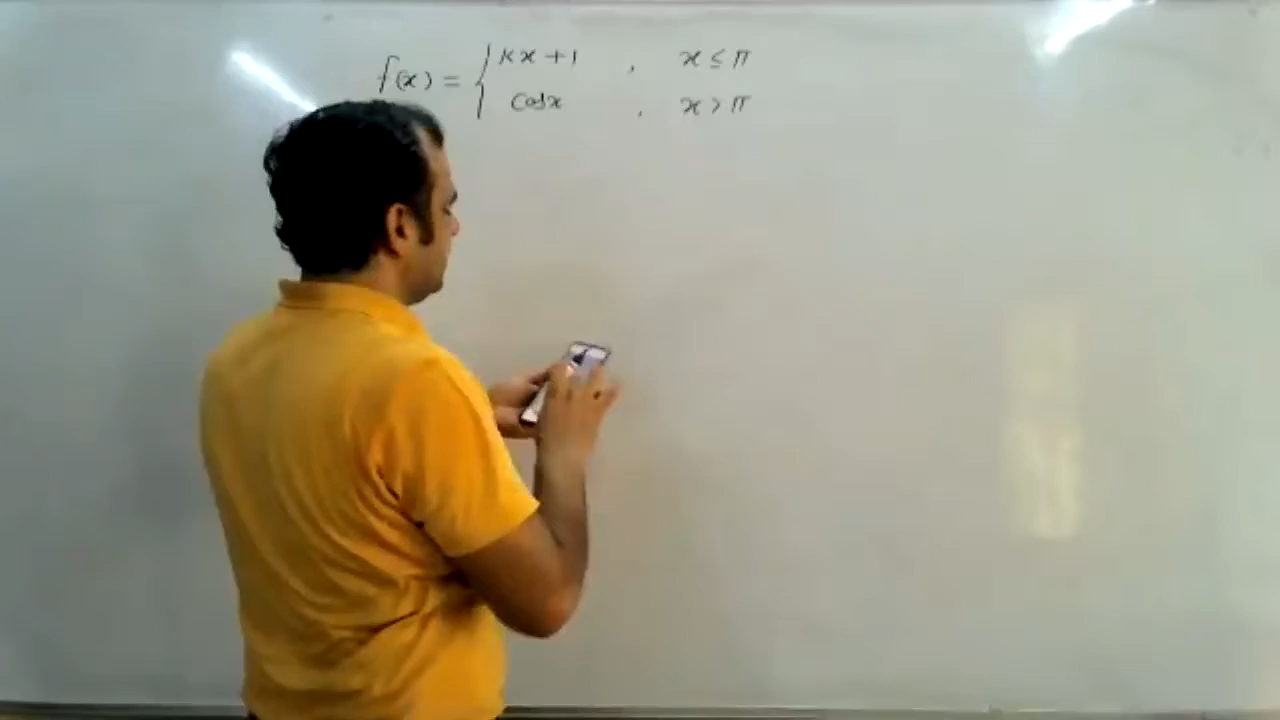 f(x) = { kx + 1 , x ≤ π
cosx , x > π